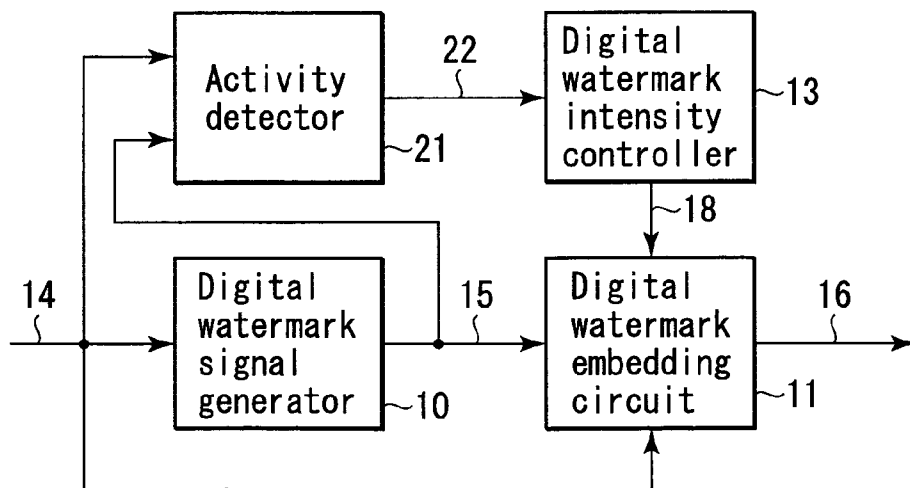 Activity
detector
21
22
Digital
watermark
intensity
controller
13
18
14
Digital
watermark
signal
generator
10
15
Digital
watermark
embedding
circuit
11
16